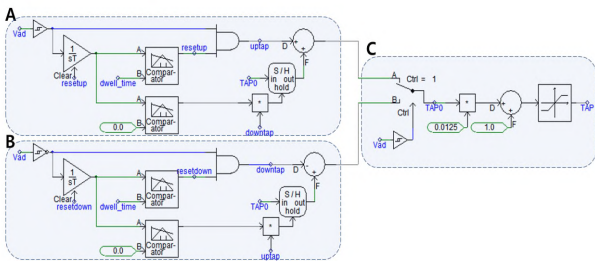 A
Vad
1
sT
Clear
resetup
dwell_time
A
B
Compar-
ator
resetup
uptap
D
+
+
F
TAP0
S / H
in out
hold
0.0
A
B
Compar-
ator
*
downtap
B
Vad
1
sT
Clear
resetdown
dwell_time
A
B
Compar-
ator
resetdown
downtap
D
-
+
F
TAP0
S / H
in out
hold
0.0
A
B
Compar-
ator
*
uptap
C
A
B
Ctrl = 1
Ctrl
Vad
TAP0
*
0.0125
D
+
+
F
1.0
TAP